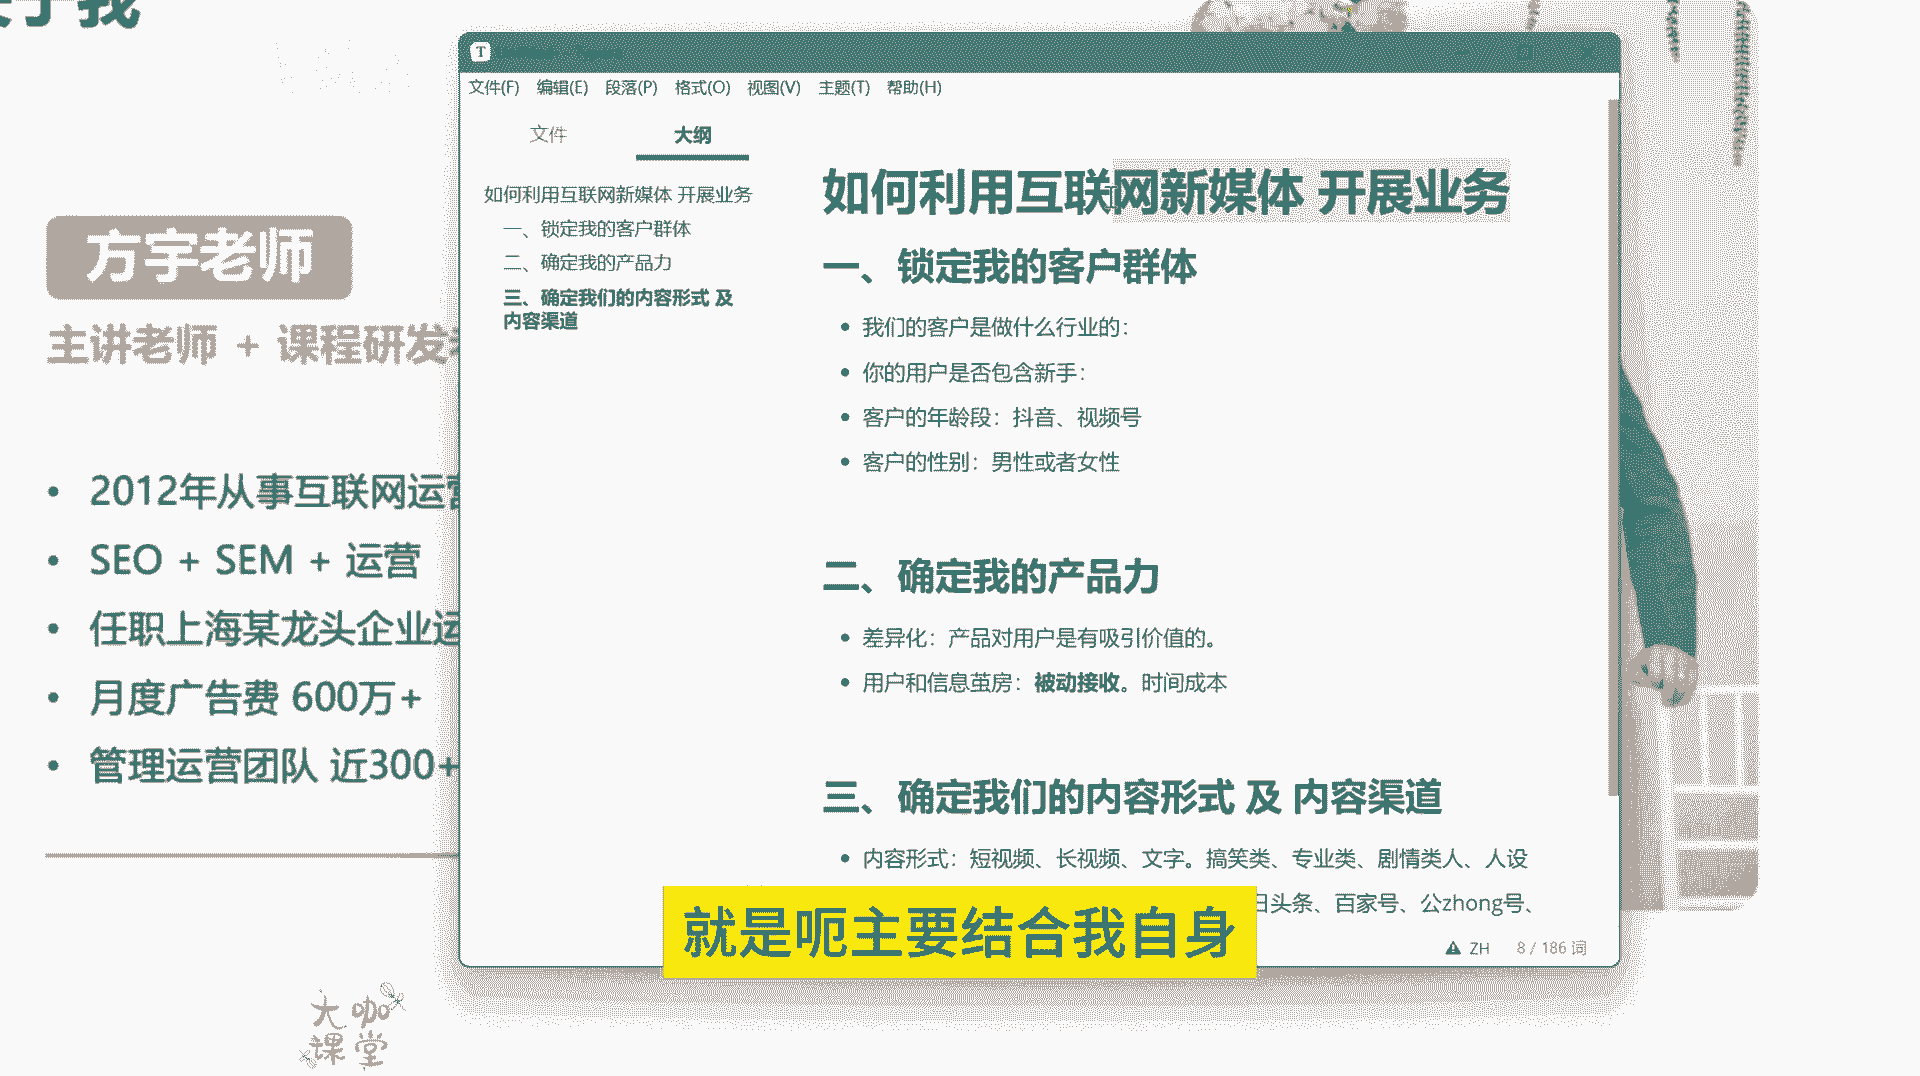 于我
方宇老师
主讲老师 + 课程研发
2012年从事互联网运营
SEO + SEM + 运营
任职上海某龙头企业运
月度广告费 600万+
管理运营团队 近300+
大咖
课堂
T
文件(F) 编辑(E) 段落(P) 格式(O) 视图(V) 主题(T) 帮助(H)
文件 大纲
如何利用互联网新媒体 开展业务
一、锁定我的客户群体
二、确定我的产品力
三、确定我们的内容形式 及
内容渠道
如何利用互联网新媒体 开展业务
一、锁定我的客户群体
• 我们的客户是做什么行业的：
• 你的用户是否包含新手：
• 客户的年龄段：抖音、视频号
• 客户的性别：男性或者女性
二、确定我的产品力
• 差异化：产品对用户是有吸引价值的。
• 用户和信息茧房：被动接收。时间成本
三、确定我们的内容形式 及 内容渠道
• 内容形式：短视频、长视频、文字。搞笑类、专业类、剧情类人、人设
日头条、百家号、公zhong号、
ZH 8 / 186 词
就是呃主要结合我自身